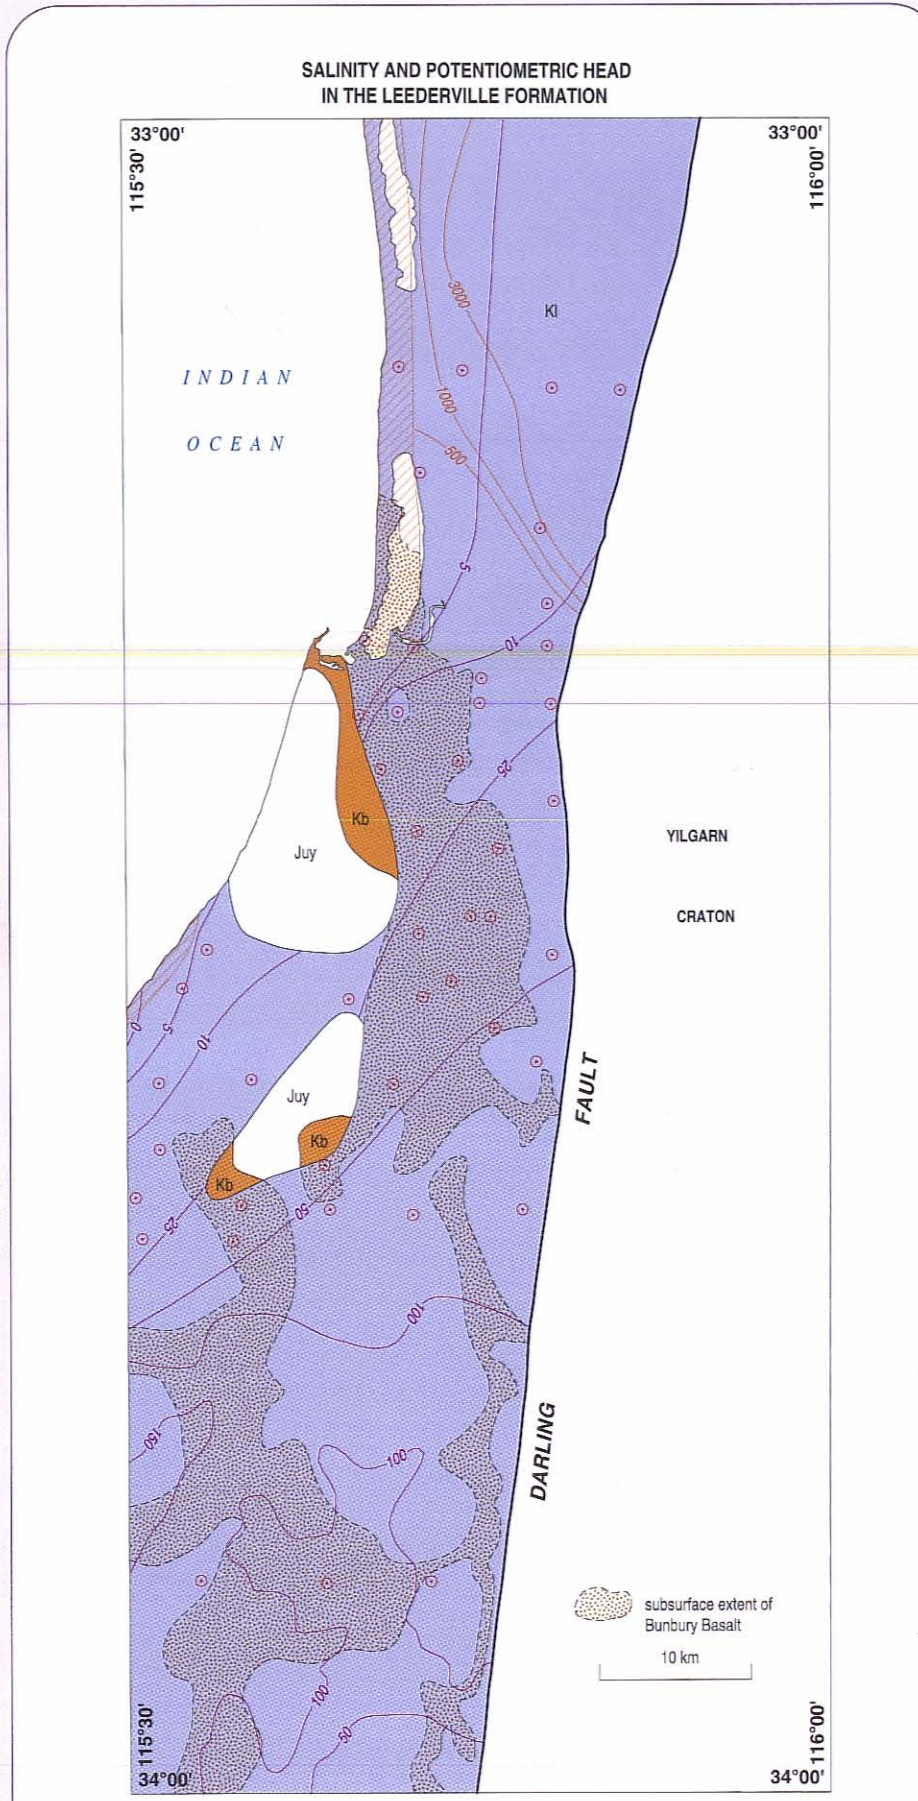 SALINITY AND POTENTIOMETRIC HEAD
IN THE LEEDERVILLE FORMATION
33°00'
33°00'
115°30'
116°00'
3000
Kl
INDIAN
1000
OCEAN
500
5
10
25
Kb
YILGARN
Juy
CRATON
0
5
10
FAULT
Juy
Kb
Kb
50
25
100
150
100
DARLING
subsurface extent of
Bunbury Basalt
10 km
100
50
115°30'
116°00'
34°00'
34°00'